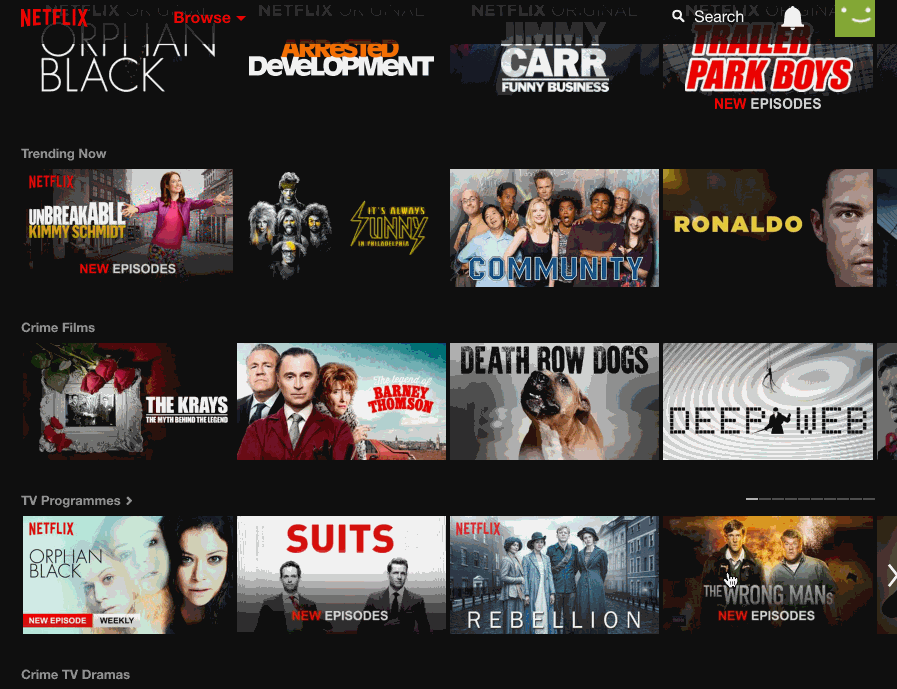 NETFLIX
Browse
Search
NETFLIX ORIGINAL
NETFLIX ORIGINAL
NETFLIX ORIGINAL
ORPHAN
BLACK
ARRESTED
DEVELOPMENT
JIMMY
CARR
FUNNY BUSINESS
TRAILER
PARK BOYS
NEW EPISODES
Trending Now
NETFLIX
UNBREAKABLE
KIMMY SCHMIDT
NEW EPISODES
IT'S ALWAYS
SUNNY
IN PHILADELPHIA
COMMUNITY
RONALDO
Crime Films
THE KRAYS
THE MYTH BEHIND THE LEGEND
The legend of
BARNEY
THOMSON
DEATH ROW DOGS
DEEP WEB
TV Programmes >
NETFLIX
ORPHAN
BLACK
NEW EPISODE WEEKLY
SUITS
NEW EPISODES
NETFLIX
REBELLION
THE WRONG MANS
NEW EPISODES
Crime TV Dramas